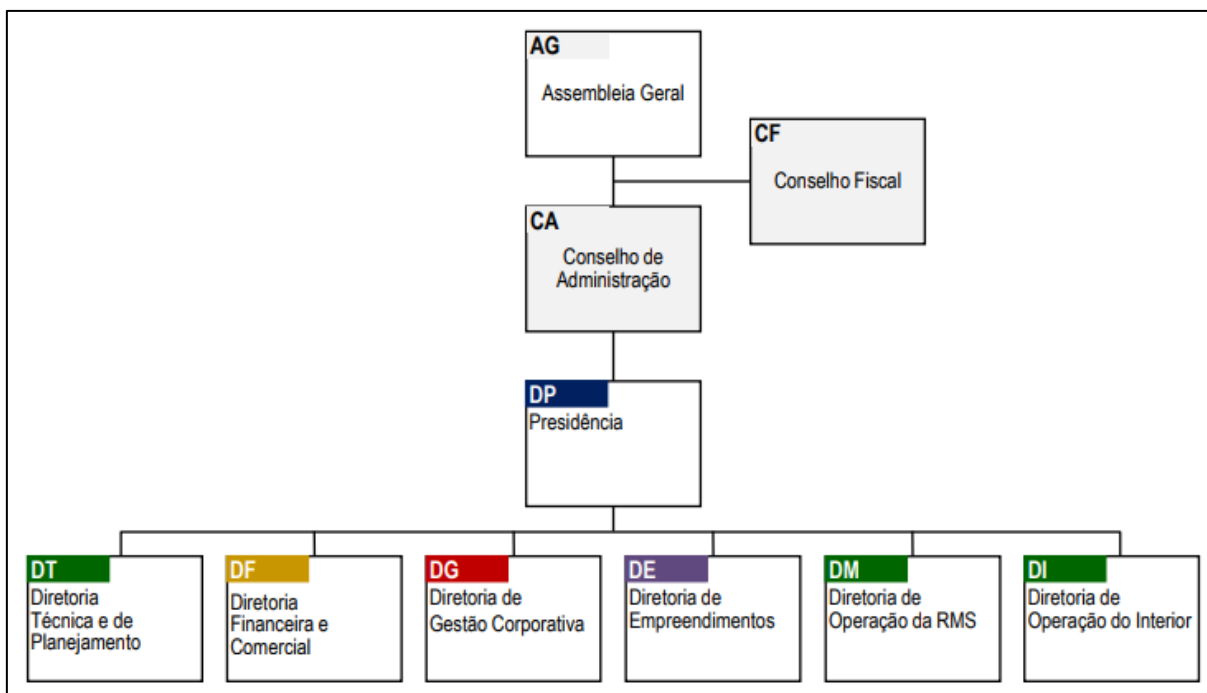 AG
Assembleia Geral
CF
Conselho Fiscal
CA
Conselho de
Administração
DP
Presidência
DT
Diretoria
Técnica e de
Planejamento
DF
Diretoria
Financeira e
Comercial
DG
Diretoria de
Gestão Corporativa
DE
Diretoria de
Empreendimentos
DM
Diretoria de
Operação da RMS
DI
Diretoria de
Operação do Interior